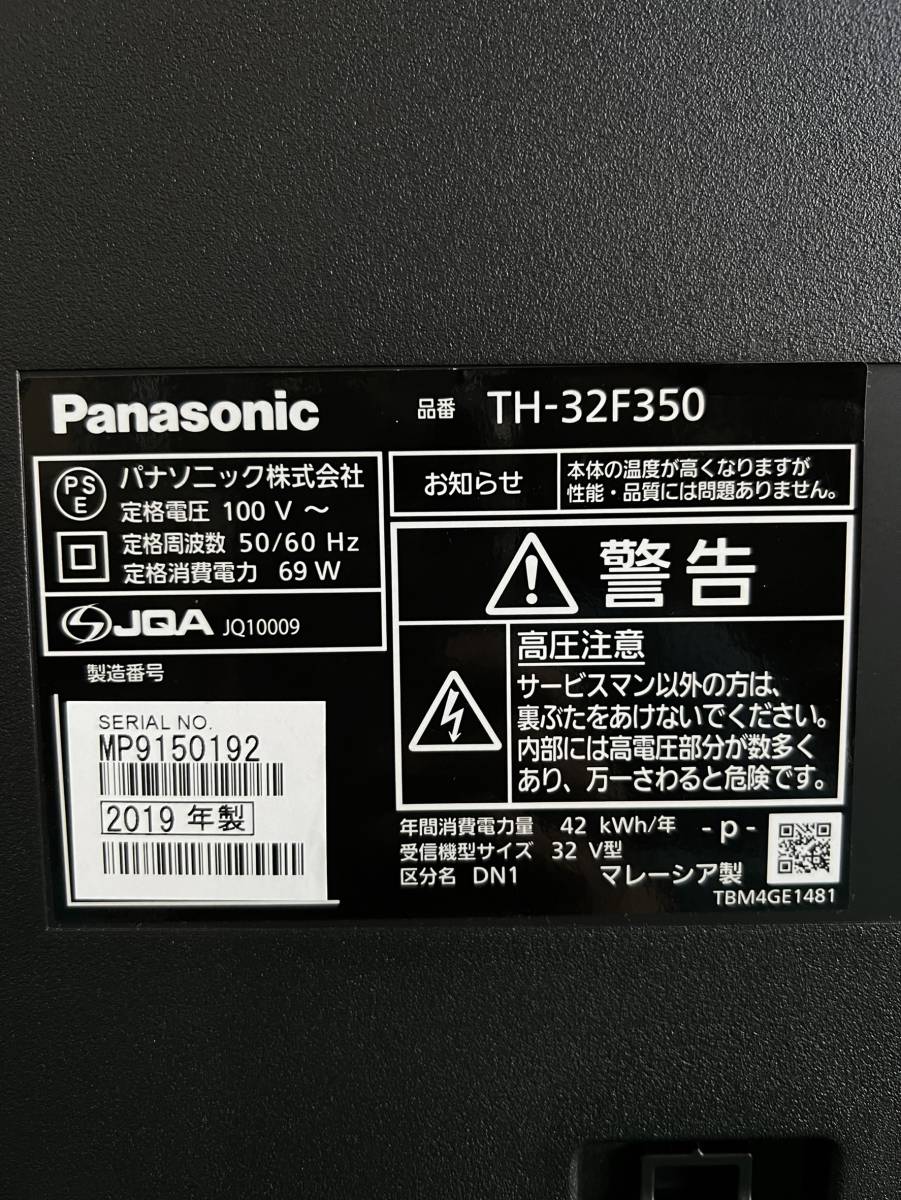 Panasonic
品番 TH-32F350
PS
E
パナソニック株式会社
定格電圧 100 V ～
定格周波数 50/60 Hz
定格消費電力 69 W
JQA JQ10009
製造番号
SERIAL NO.
MP9150192
2019 年製
お知らせ
本体の温度が高くなりますが
性能・品質には問題ありません。
警告
高圧注意
サービスマン以外の方は、
裏ぶたをあけないでください。
内部には高電圧部分が数多く
あり、万一さわると危険です。
年間消費電力量 42 kWh/年 - p -
受信機型サイズ 32 V型
区分名 DN1 マレーシア製
TBM4GE1481